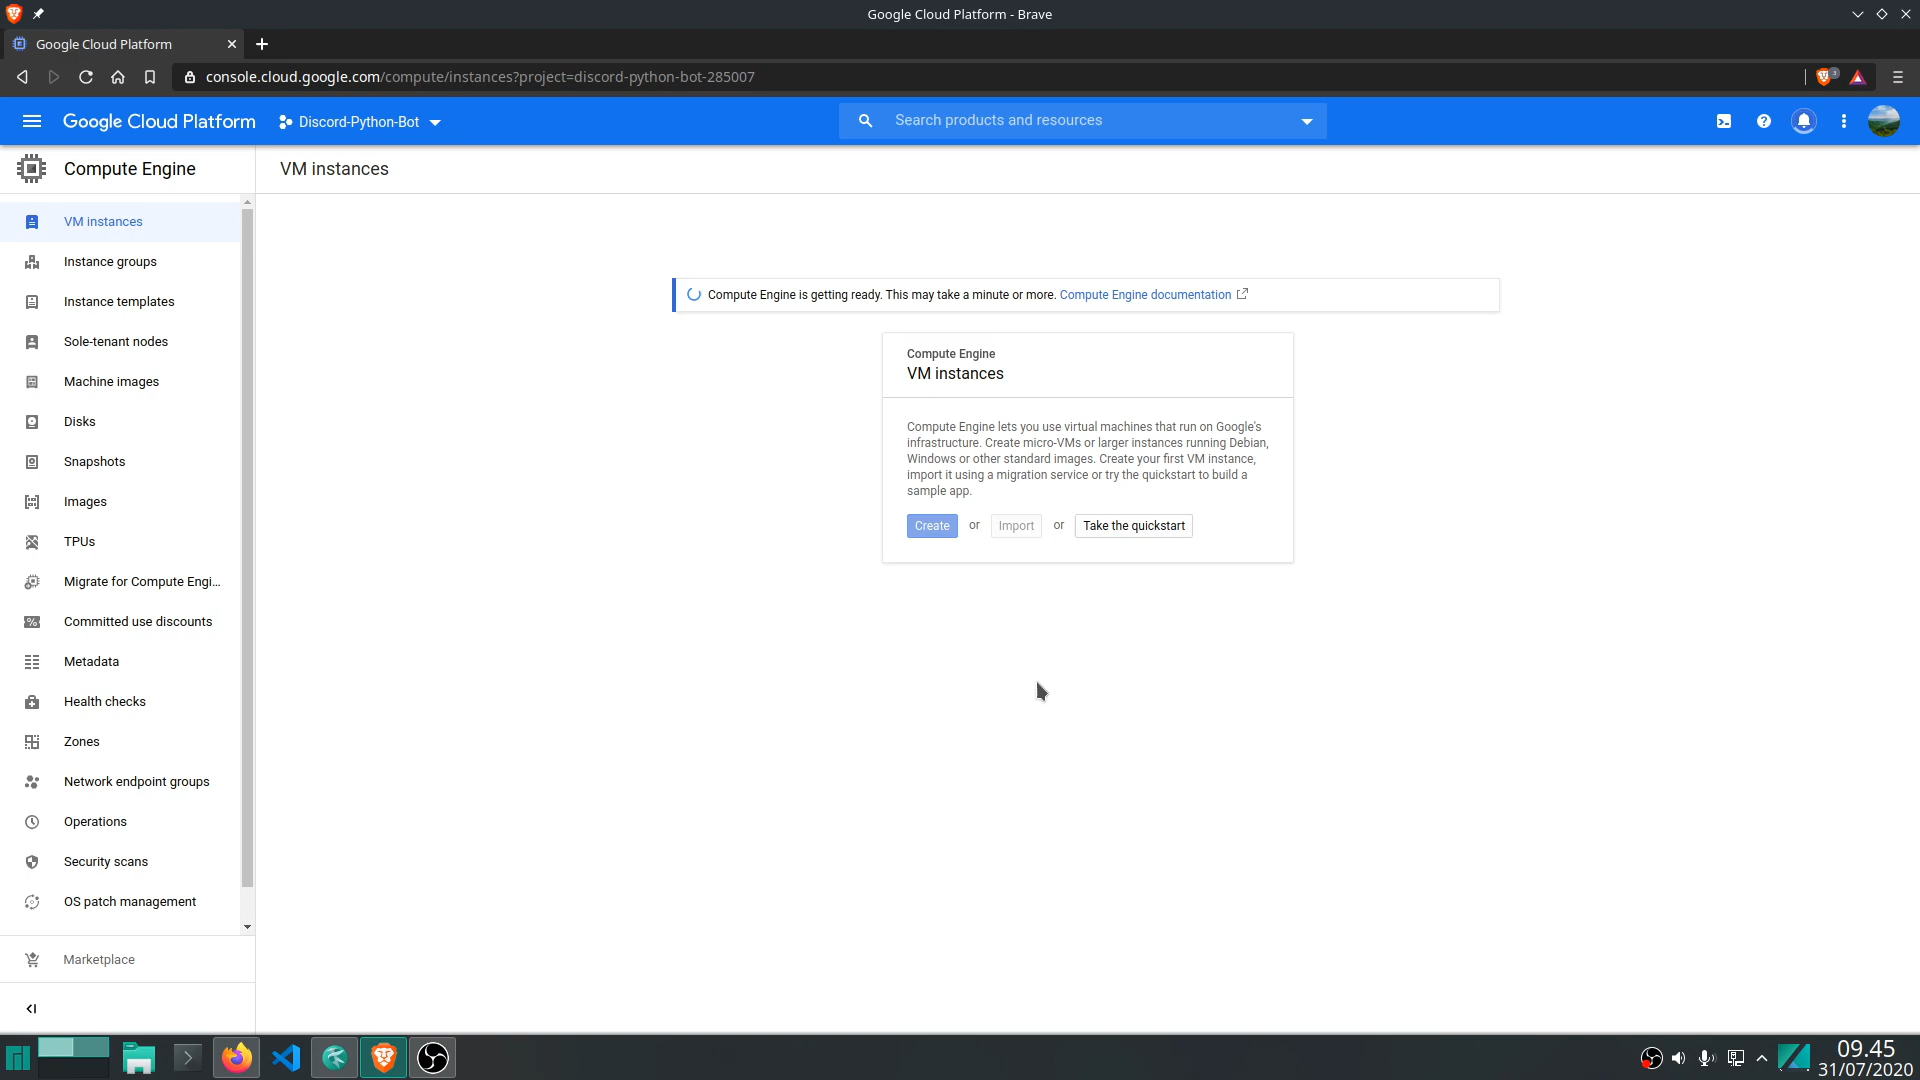 Google Cloud Platform - Brave
Google Cloud Platform
console.cloud.google.com/compute/instances?project=discord-python-bot-285007
3
Google Cloud Platform
Discord-Python-Bot
Search products and resources
Compute Engine
VM instances
VM instances
Instance groups
Instance templates
Sole-tenant nodes
Machine images
Disks
Snapshots
Images
TPUs
Migrate for Compute Engi...
Committed use discounts
Metadata
Health checks
Zones
Network endpoint groups
Operations
Security scans
OS patch management
Marketplace
Compute Engine is getting ready. This may take a minute or more. Compute Engine documentation
Compute Engine
VM instances
Compute Engine lets you use virtual machines that run on Google's
infrastructure. Create micro-VMs or larger instances running Debian,
Windows or other standard images. Create your first VM instance,
import it using a migration service or try the quickstart to build a
sample app.
Create or Import or Take the quickstart
09.45
31/07/2020